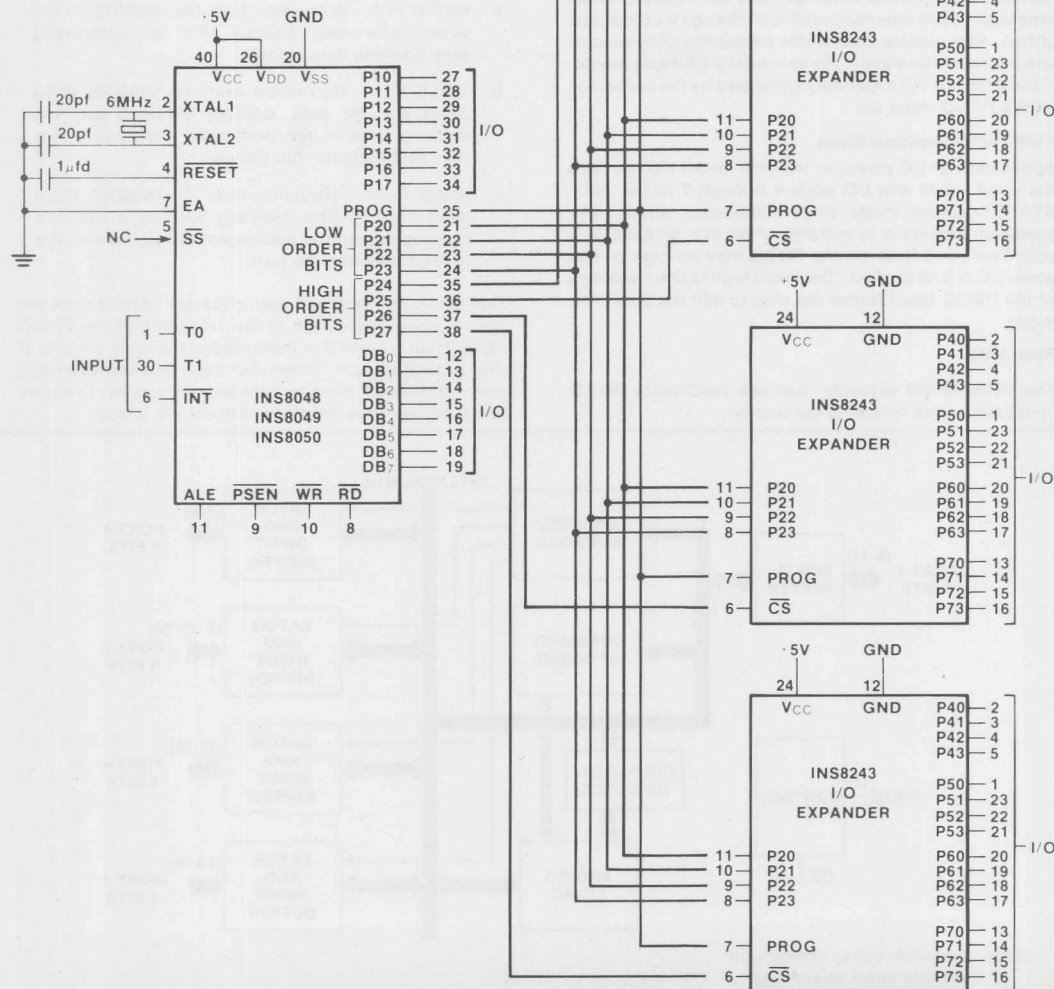 ·5V GND
40 26 20
VCC VDD VSS
20pf 6MHz 2 XTAL1
20pf 3 XTAL2
1μfd 4 RESET
7 EA
NC 5 SS
T0
INPUT 30 T1
6 INT
INS8048
INS8049
INS8050
P10 27
P11 28
P12 29
P13 30
P14 31
P15 32
P16 33
P17 34
I/O
PROG 25
LOW ORDER BITS
P20 21
P21 22
P22 23
P23 24
HIGH ORDER BITS
P24 35
P25 36
P26 37
P27 38
DB0 12
DB1 13
DB2 14
DB3 15
DB4 16
DB5 17
DB6 18
DB7 19
I/O
ALE PSEN WR RD
11 9 10 8
P42 4
P43
INS8243
I/O
EXPANDER
P50
P51 23
P52 22
P53 21
11 P20
10 P21
9 P22
8 P23
P60 20
P61 19
P62 18
P63 17
I/O
7 PROG
6 CS
P70 13
P71 14
P72 15
P73 16
·5V GND
24 12
VCC GND
P40 2
P41 3
P42 4
P43
INS8243
I/O
EXPANDER
P50
P51 23
P52 22
P53 21
11 P20
10 P21
9 P22
8 P23
P60 20
P61 19
P62 18
P63 17
I/O
7 PROG
6 CS
P70 13
P71 14
P72 15
P73 16
·5V GND
24 12
VCC GND
P40 2
P41 3
P42 4
P43 5
INS8243
I/O
EXPANDER
P50 1
P51 23
P52 22
P53 21
11 P20
10 P21
9 P22
8 P23
P60 20
P61 19
P62 18
P63 17
I/O
7 PROG
6 CS
P70 13
P71 14
P72 15
P73 16